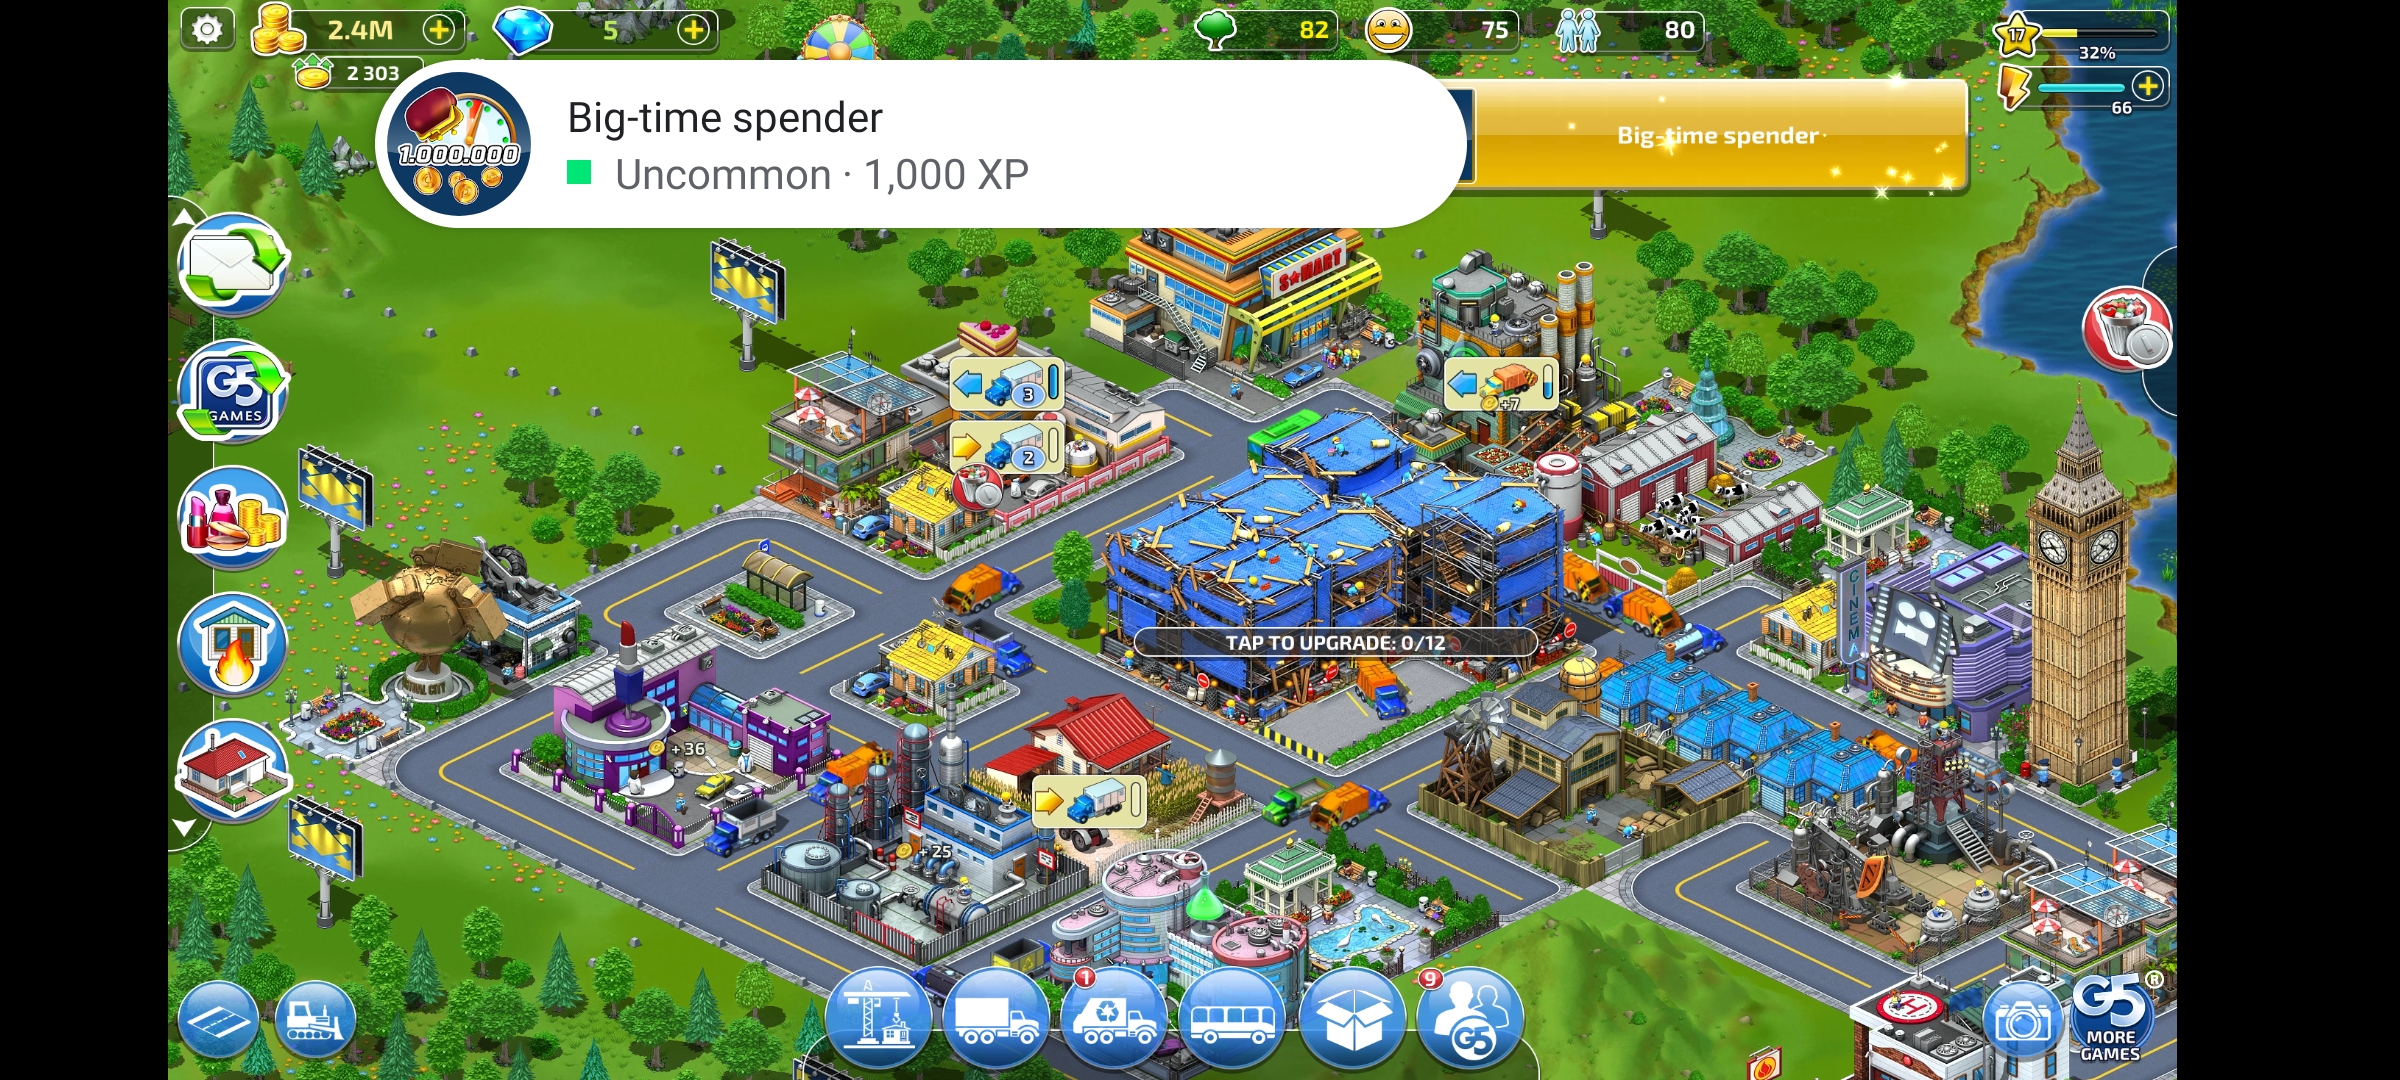 2.4M
5
82
75
80
17
32%
2 303
66
Big-time spender
1.000.000
Uncommon · 1,000 XP
Big-time spender
S★MART
G5
GAMES
3
+7
2
CINEMA
TAP TO UPGRADE: 0/12
+36
+25
1
9
G5
G5
®
MORE
GAMES
H